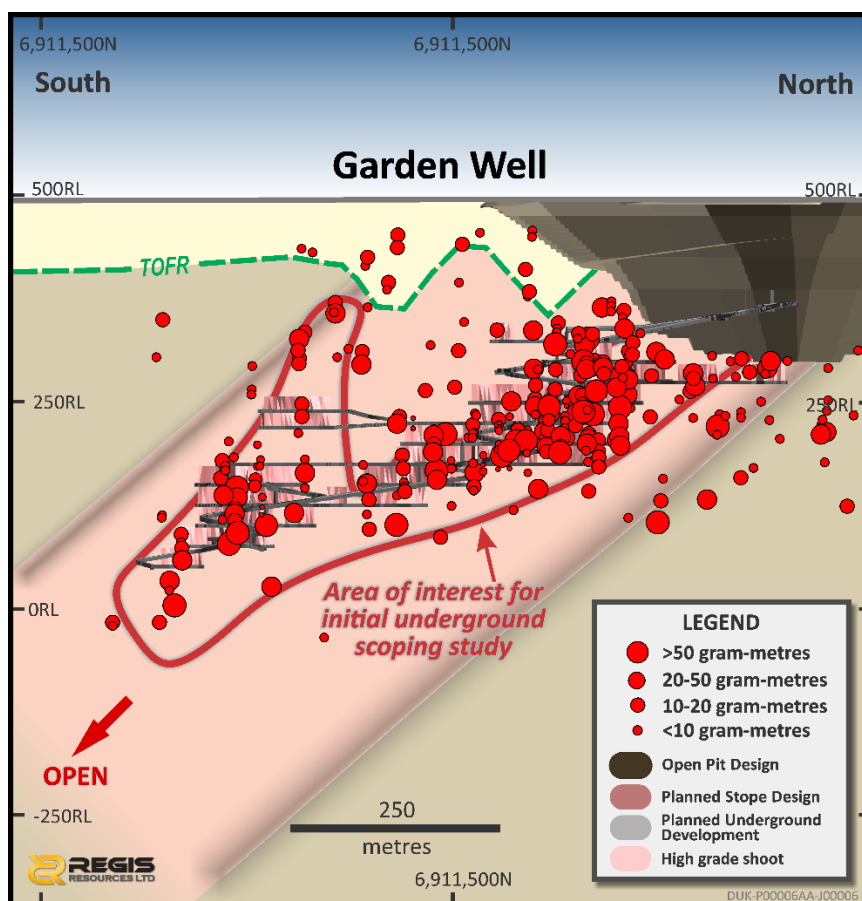 6,911,500N
6,911,500N
South
North
Garden Well
500RL
500RL
TOFR
250RL
250RL
0RL
Area of interest for
initial underground
scoping study
OPEN
-250RL
250
metres
6,911,500N
REGIS
RESOURCES LTD
LEGEND
>50 gram-metres
20-50 gram-metres
10-20 gram-metres
<10 gram-metres
Open Pit Design
Planned Stope Design
Planned Underground
Development
High grade shoot
DUK-P00006AA-J00006